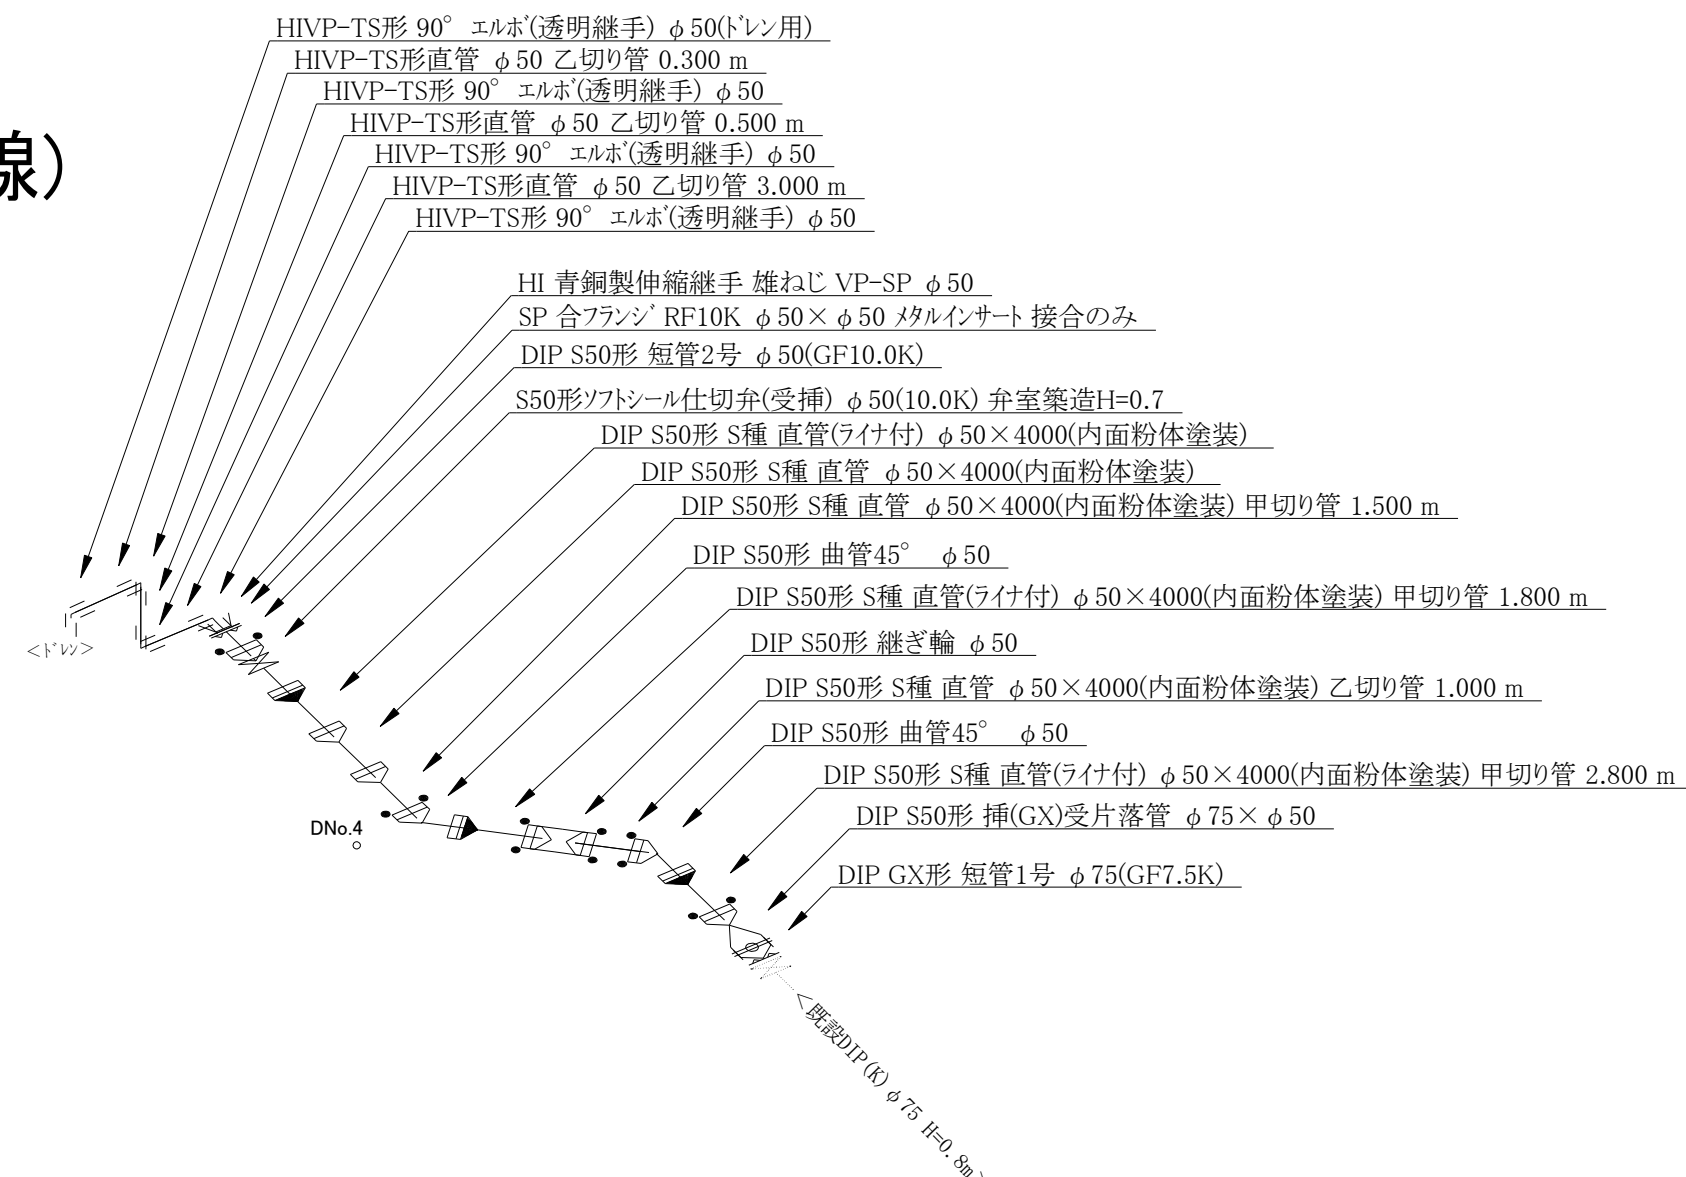 HIVP-TS形 90° エルボ(透明継手) φ50(ドレン用)
HIVP-TS形直管 φ50 乙切り管 0.300 m
HIVP-TS形 90° エルボ(透明継手) φ50
線)
HIVP-TS形直管 φ50 乙切り管 0.500 m
HIVP-TS形 90° エルボ(透明継手) φ50
HIVP-TS形直管 φ50 乙切り管 3.000 m
HIVP-TS形 90° エルボ(透明継手) φ50
HI 青銅製伸縮継手 雄ねじ VP-SP φ50
SP 合フランジ RF10K φ50×φ50 メタルインサート 接合のみ
DIP S50形 短管2号 φ50(GF10.0K)
S50形ソフトシール仕切弁(受挿) φ50(10.0K) 弁室築造H=0.7
DIP S50形 S種 直管(ライナ付) φ50×4000(内面粉体塗装)
DIP S50形 S種 直管 φ50×4000(内面粉体塗装)
DIP S50形 S種 直管 φ50×4000(内面粉体塗装) 甲切り管 1.500 m
DIP S50形 曲管45° φ50
DIP S50形 S種 直管(ライナ付) φ50×4000(内面粉体塗装) 甲切り管 1.800 m
DIP S50形 継ぎ輪 φ50
<ドレン>
DIP S50形 S種 直管 φ50×4000(内面粉体塗装) 乙切り管 1.000 m
DIP S50形 曲管45° φ50
DIP S50形 S種 直管(ライナ付) φ50×4000(内面粉体塗装) 甲切り管 2.800 m
DIP S50形 挿(GX)受片落管 φ75×φ50
DNo.4
DIP GX形 短管1号 φ75(GF7.5K)
<既設DIP(K) φ75 H=0.8m>